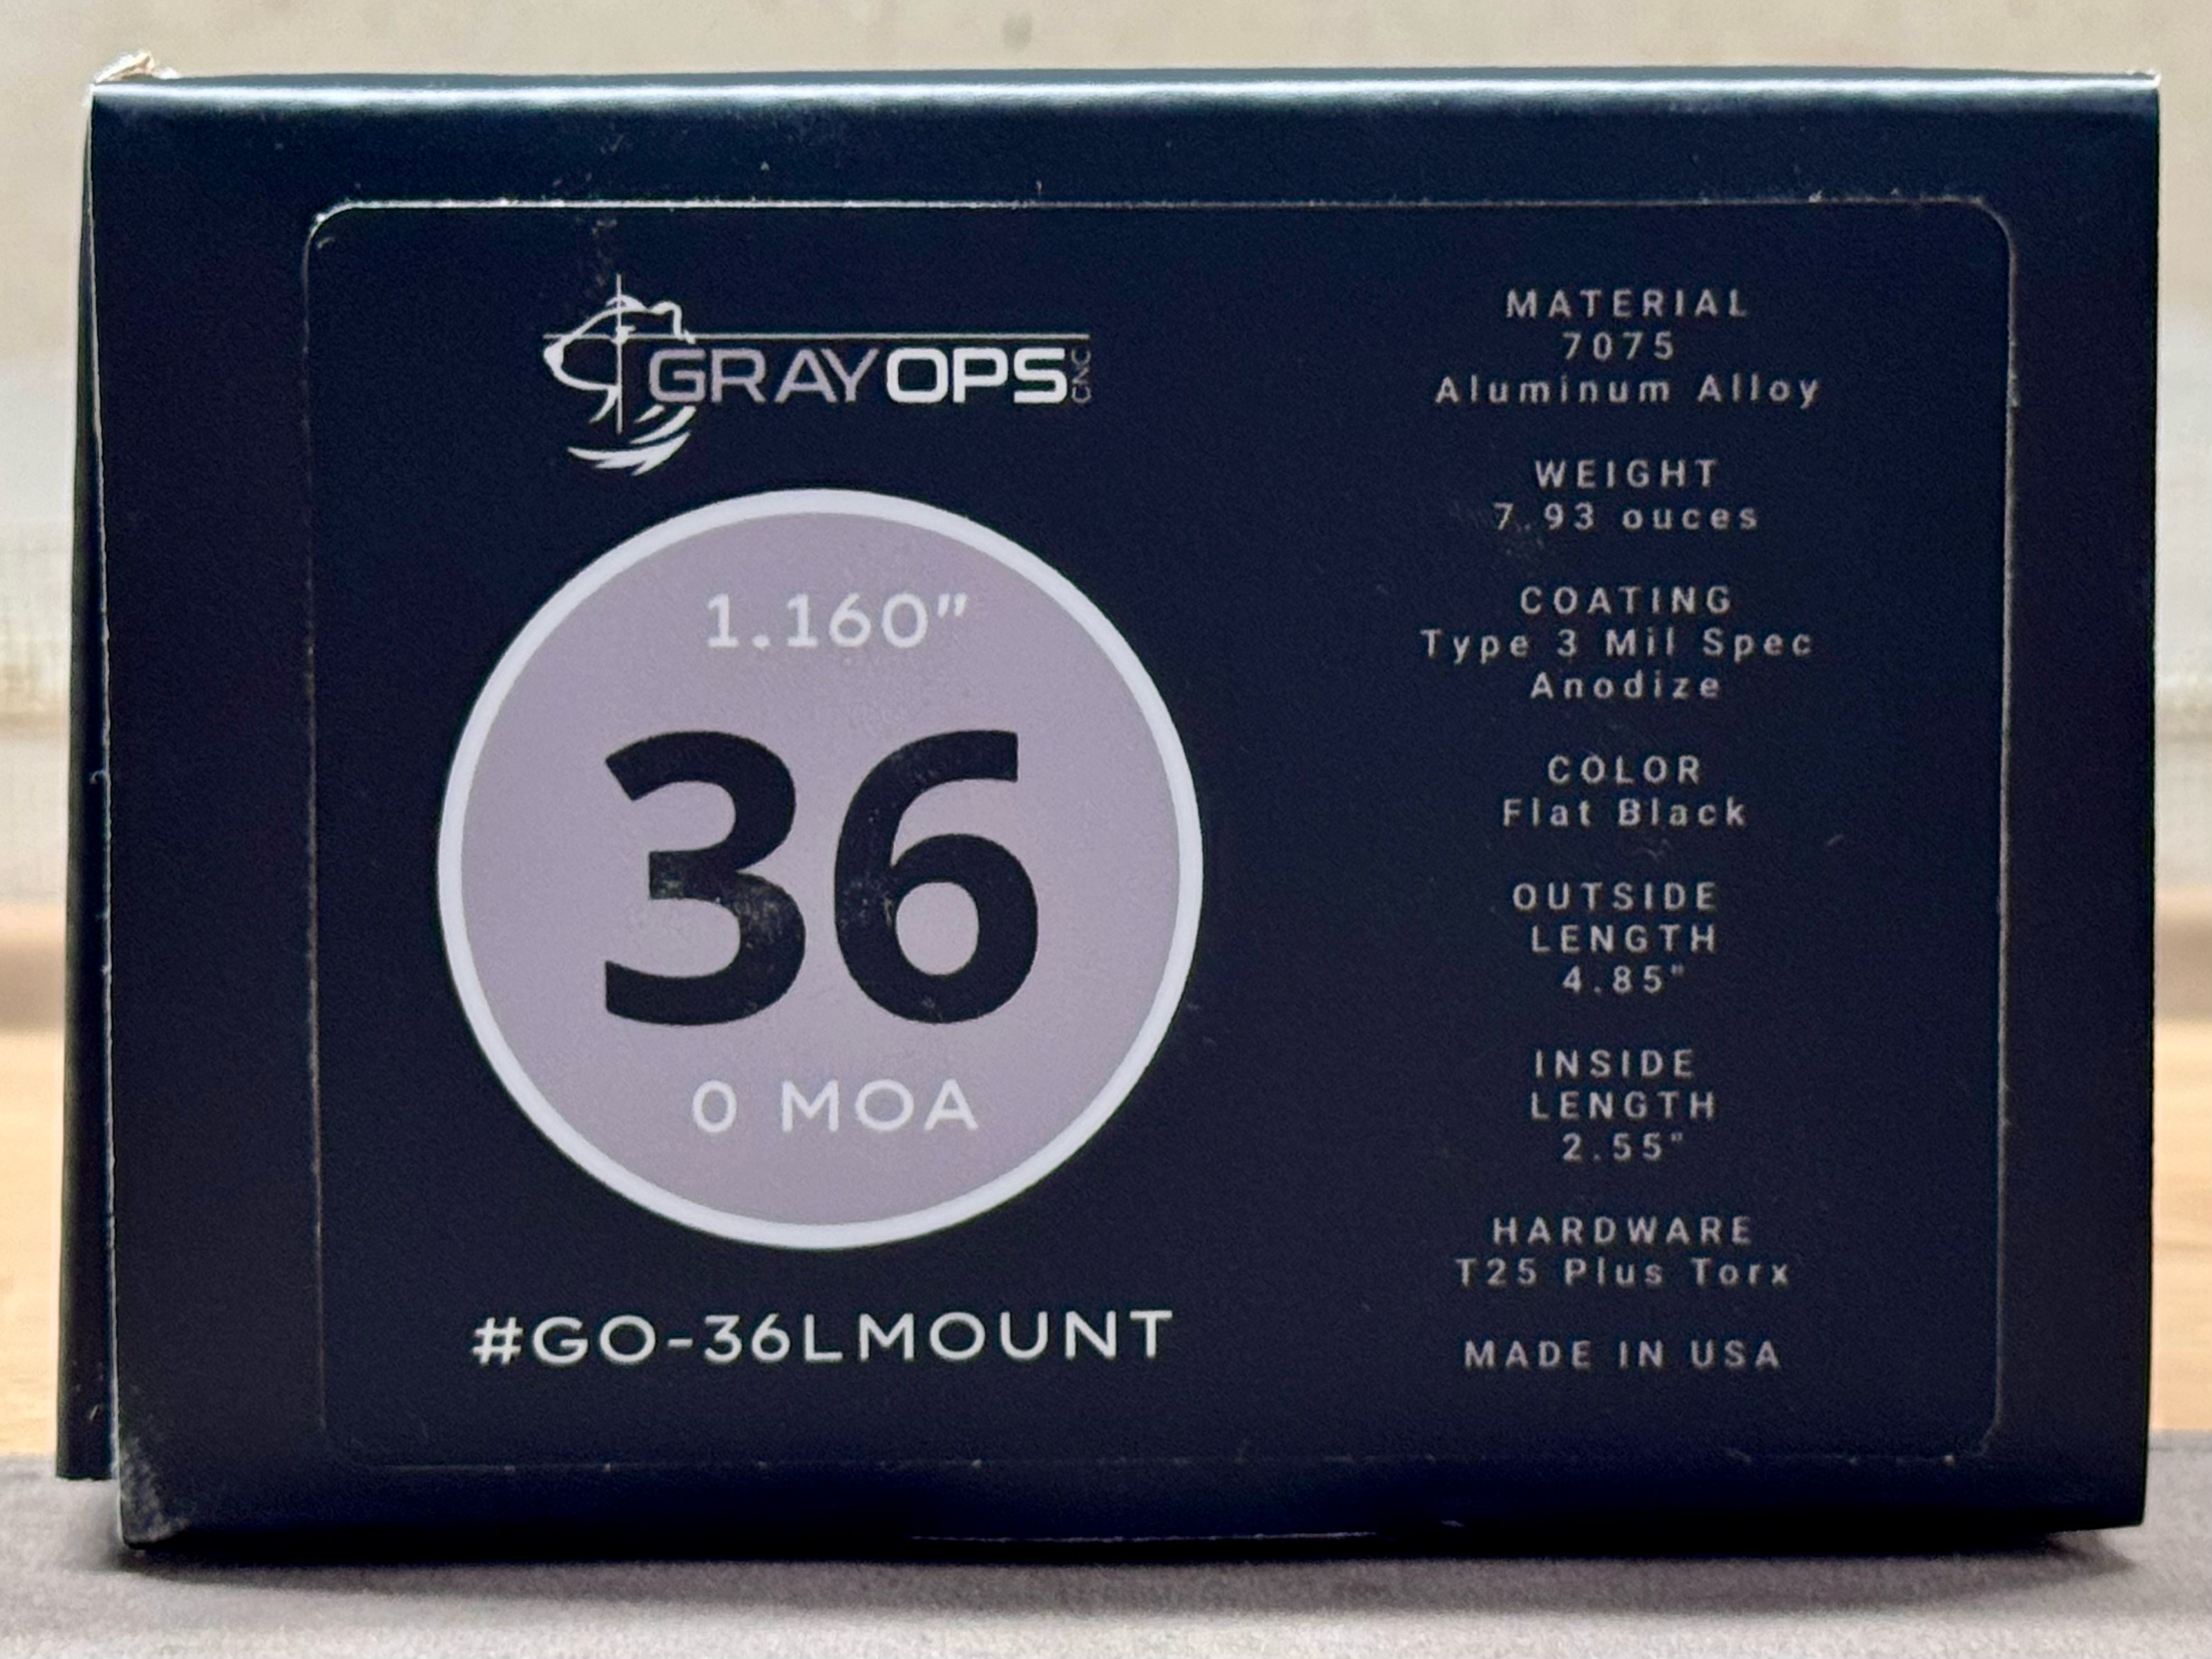 GRAYOPS CNC
1.160"
36
0 MOA
#GO-36LMOUNT
MATERIAL
7075
Aluminum Alloy
WEIGHT
7.93 ouces
COATING
Type 3 Mil Spec
Anodize
COLOR
Flat Black
OUTSIDE
LENGTH
4.85"
INSIDE
LENGTH
2.55"
HARDWARE
T25 Plus Torx
MADE IN USA